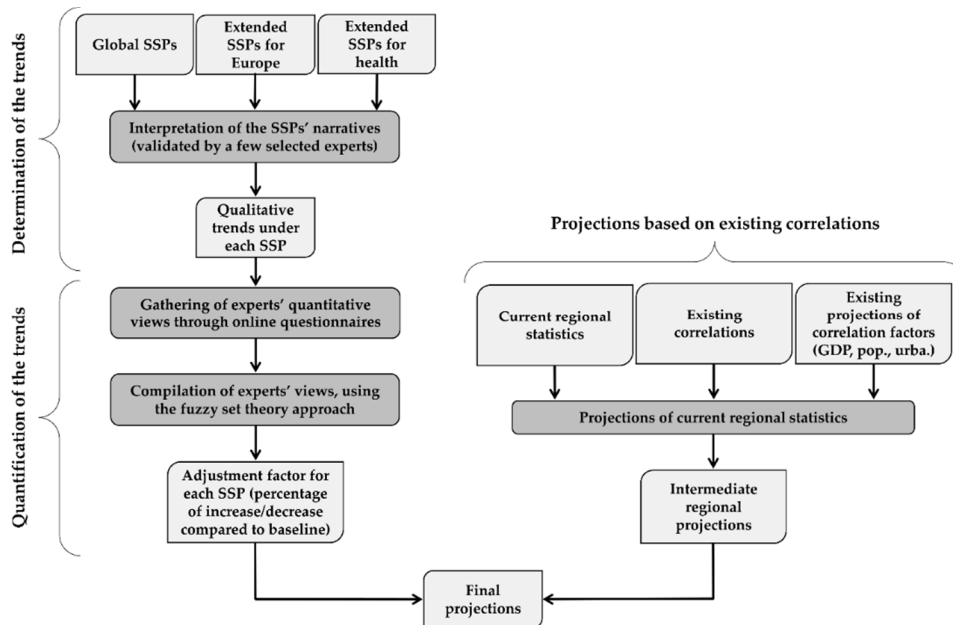 Determination of the trends
Global SSPs
Extended
SSPs for
Europe
Extended
SSPs for
health
Interpretation of the SSPs’ narratives
(validated by a few selected experts)
Qualitative
trends under
each SSP
Quantification of the trends
Gathering of experts’ quantitative
views through online questionnaires
Compilation of experts’ views, using
the fuzzy set theory approach
Adjustment factor for
each SSP (percentage
of increase/decrease
compared to baseline)
Projections based on existing correlations
Current regional
statistics
Existing
correlations
Existing
projections of
correlation factors
(GDP, pop., urba.)
Projections of current regional statistics
Intermediate
regional
projections
Final
projections